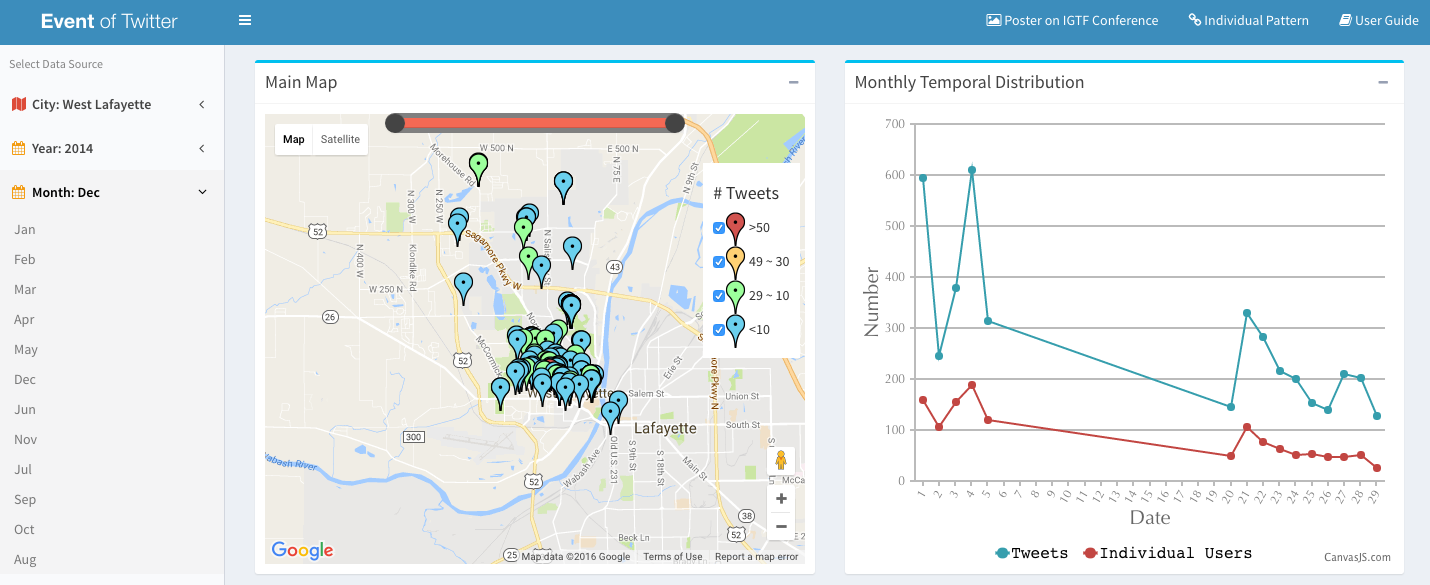 Event of Twitter
Poster on IGTF Conference
Individual Pattern
User Guide
Select Data Source
City: West Lafayette
Year: 2014
Month: Dec
Jan
Feb
Mar
Apr
May
Dec
Jun
Nov
Jul
Sep
Oct
Aug
Main Map
Map
Satellite
Morehouse Rd
W 500 N
E 500 N
N 75 E
N 9th St
N 300 W
N 250 W
52
Sagamore Pkwy W
N 400 W
Klondike Rd
43
W 250 N
26
52
McCormick
Erie St
Salem St
Union St
South St
Lafayette
300
Wabash River
Wabash Ave
Old U.S. 231
S 9th St
S 18th St
Main St
52
38
52
Beck Ln
25
# Tweets
>50
49 ~ 30
29 ~ 10
<10
Google
Map data ©2016 Google
Terms of Use
Report a map error
Monthly Temporal Distribution
700
600
500
400
300
200
100
0
Number
1 2 3 4 5 6 7 8 9 10 11 12 13 14 15 16 17 18 19 20 21 22 23 24 25 26 27 28 29
Date
Tweets
Individual Users
CanvasJS.com